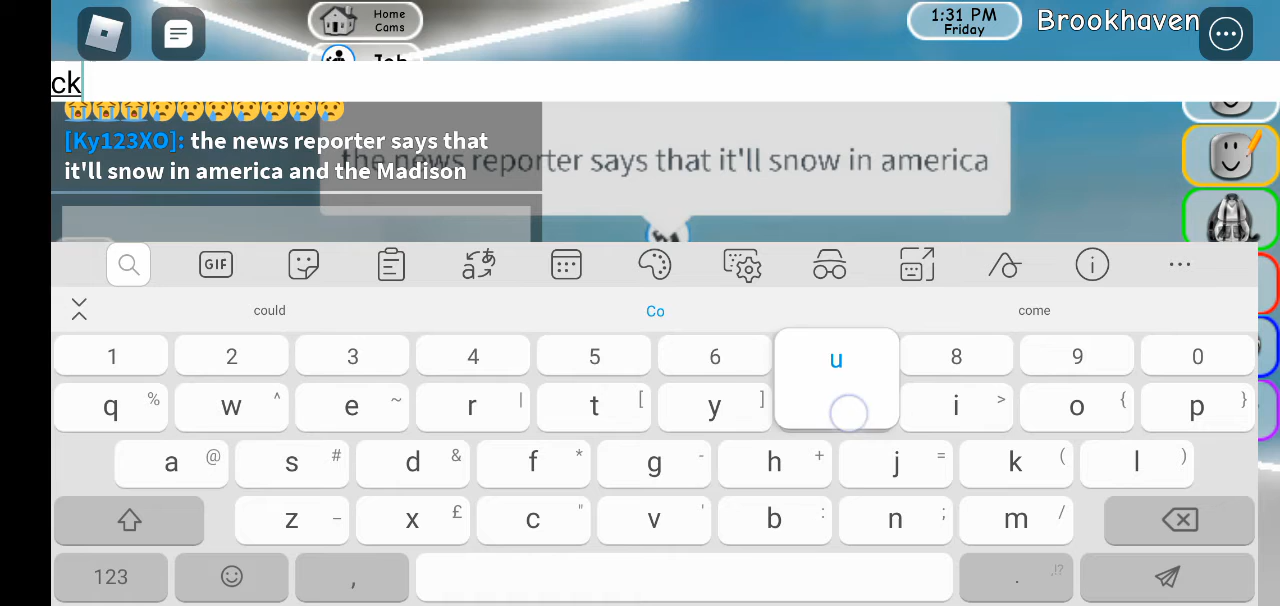 Home
Cams
1:31 PM
Friday
Brookhaven
Job
ck
[Ky123XO]: the news reporter says that
it'll snow in america and the Madison
the news reporter says that it'll snow in america
GIF
could Co come
1 2 3 4 5 6 u 8 9 0
q % w ^ e ~ r | t [ y ] i > o { p }
a @ s # d & f * g - h + j = k ( l )
z _ x £ c " v ' b : n ; m /
123 , . ,!?